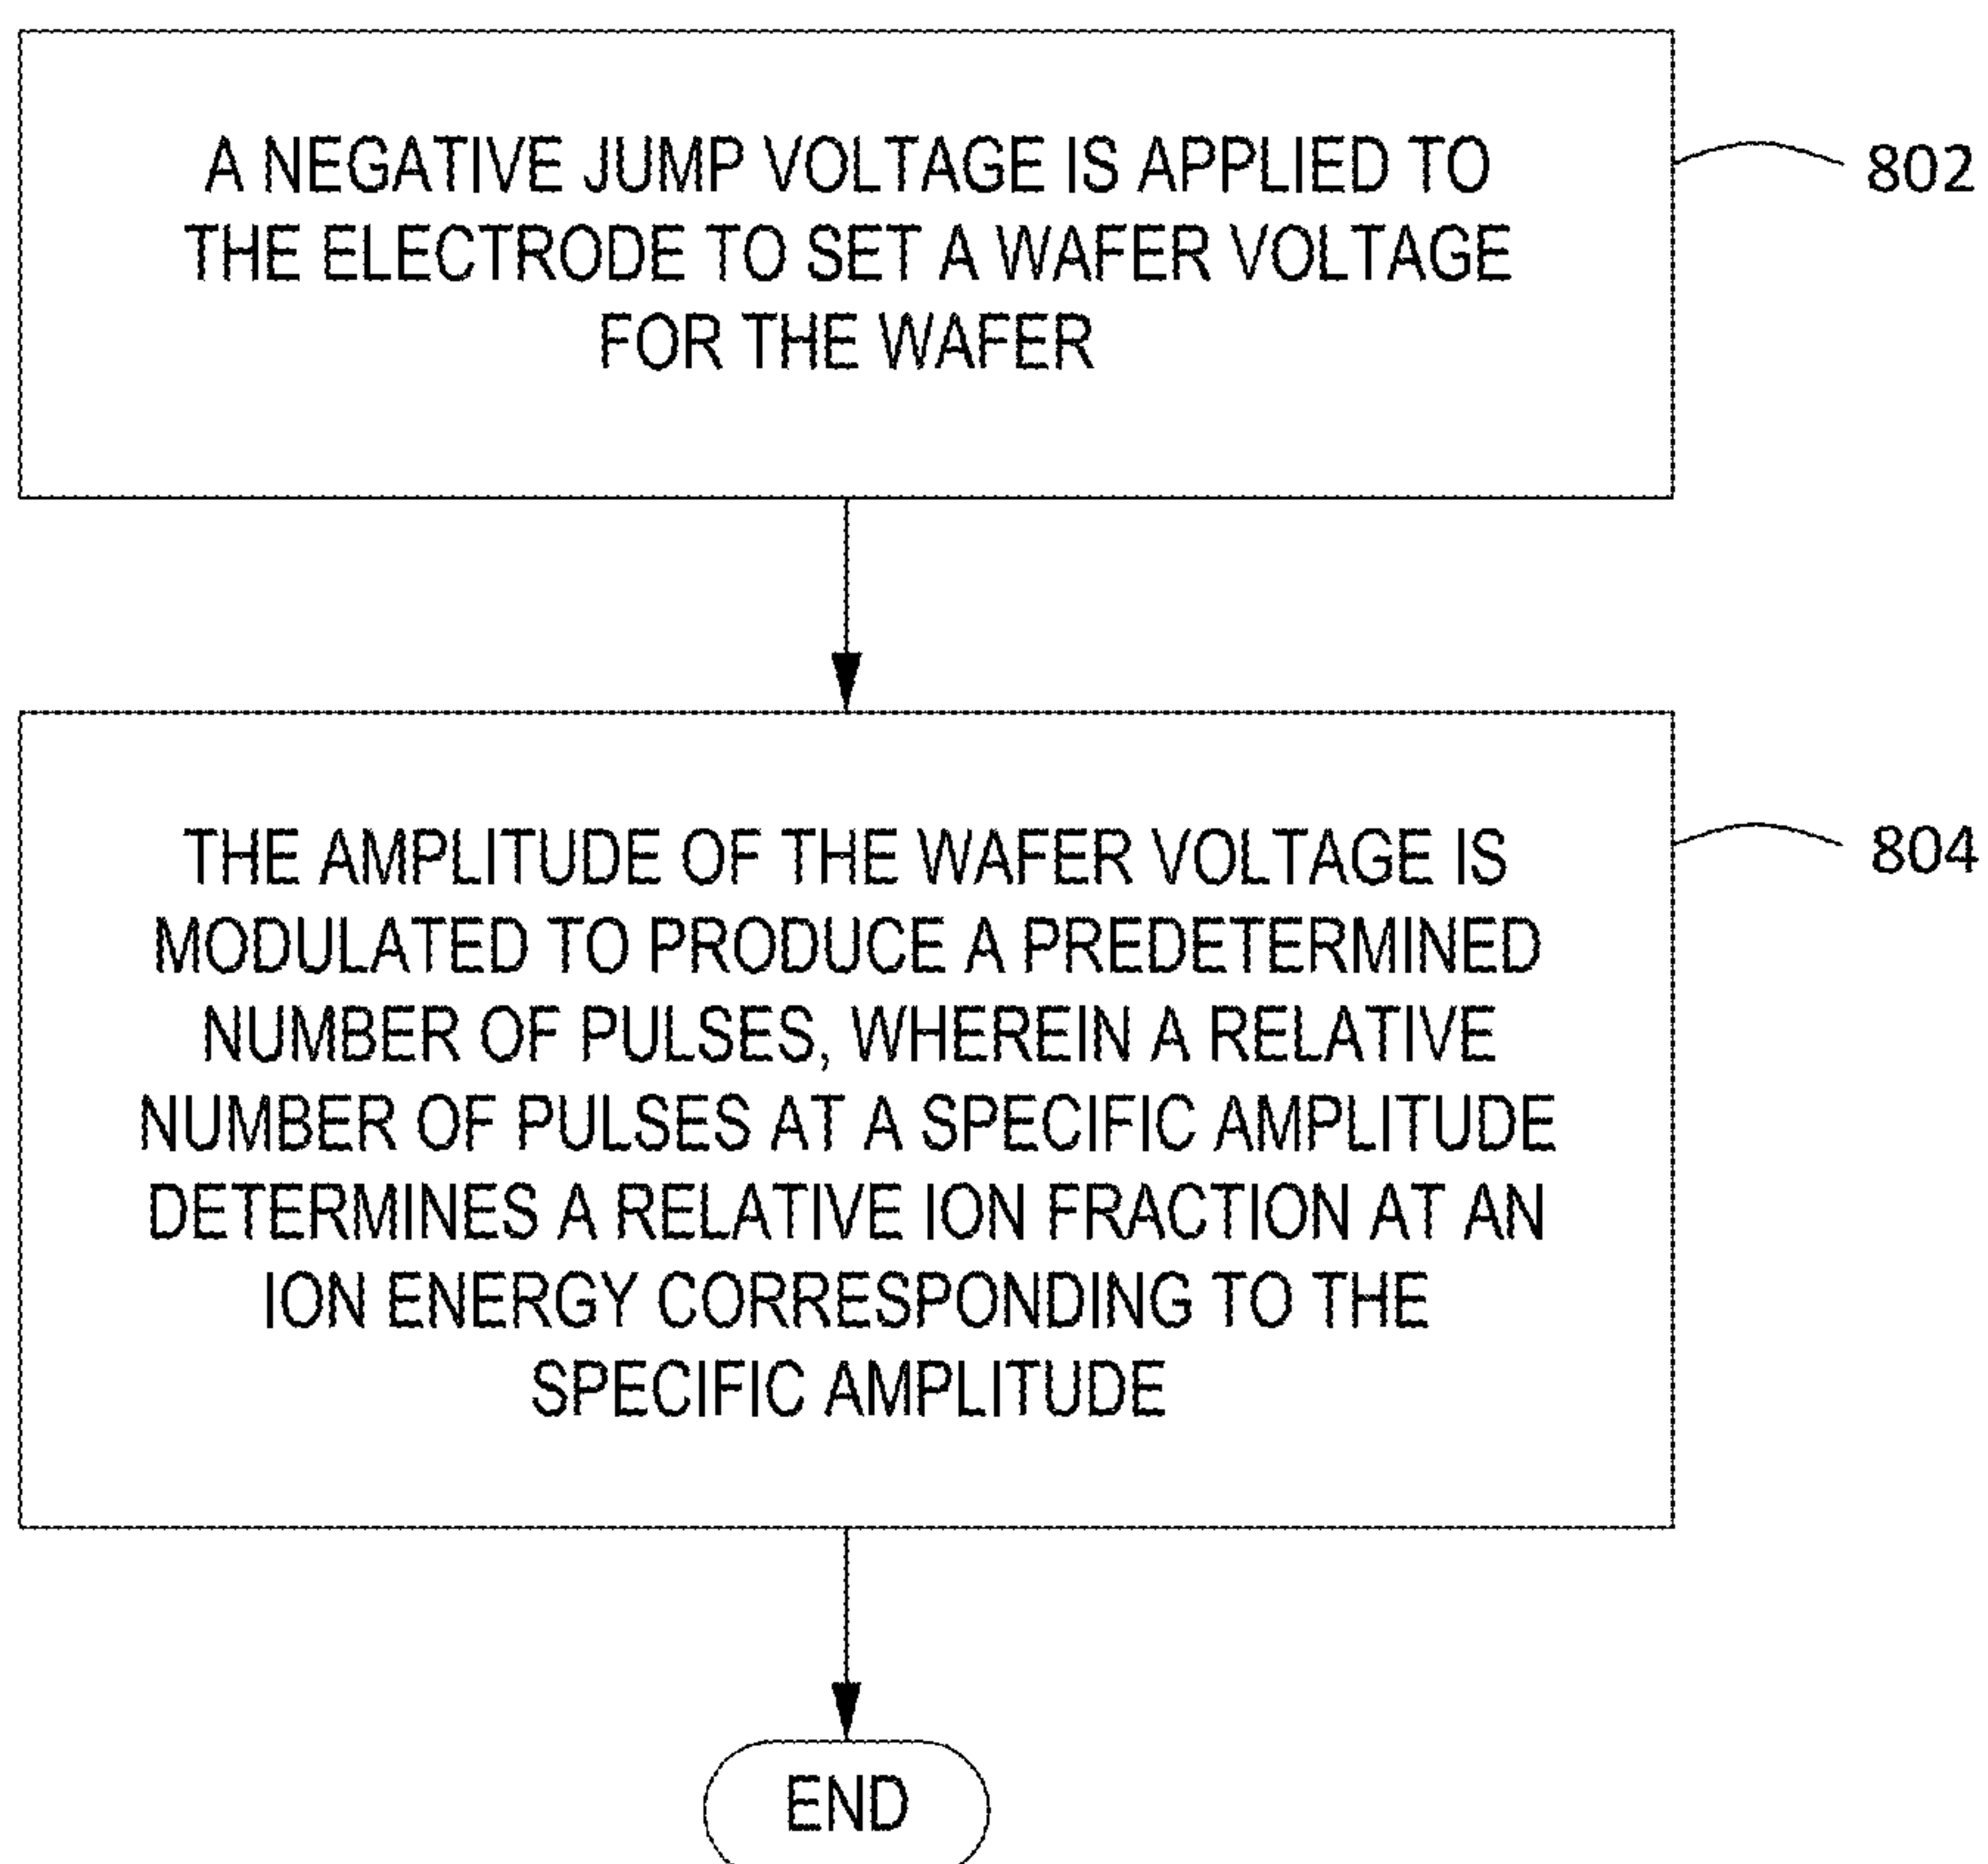 A NEGATIVE JUMP VOLTAGE IS APPLIED TO
THE ELECTRODE TO SET A WAFER VOLTAGE
FOR THE WAFER
802
THE AMPLITUDE OF THE WAFER VOLTAGE IS
MODULATED TO PRODUCE A PREDETERMINED
NUMBER OF PULSES, WHEREIN A RELATIVE
NUMBER OF PULSES AT A SPECIFIC AMPLITUDE
DETERMINES A RELATIVE ION FRACTION AT AN
ION ENERGY CORRESPONDING TO THE
SPECIFIC AMPLITUDE
804
END